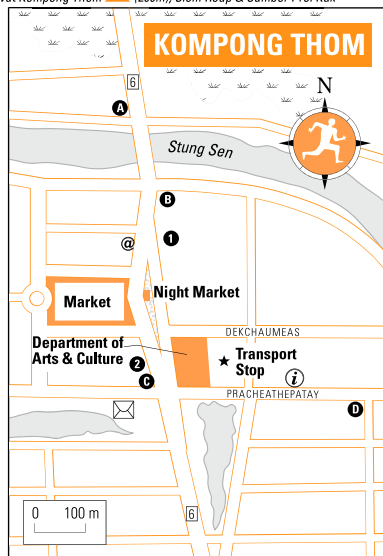 KOMPONG THOM
6
A
N
Stung Sen
B
1
@
Market
Night Market
DEKCHAUMEAS
Department of
Arts & Culture
Transport
Stop
i
2
C
PRACHEATHEPATAY
D
0 100 m
6